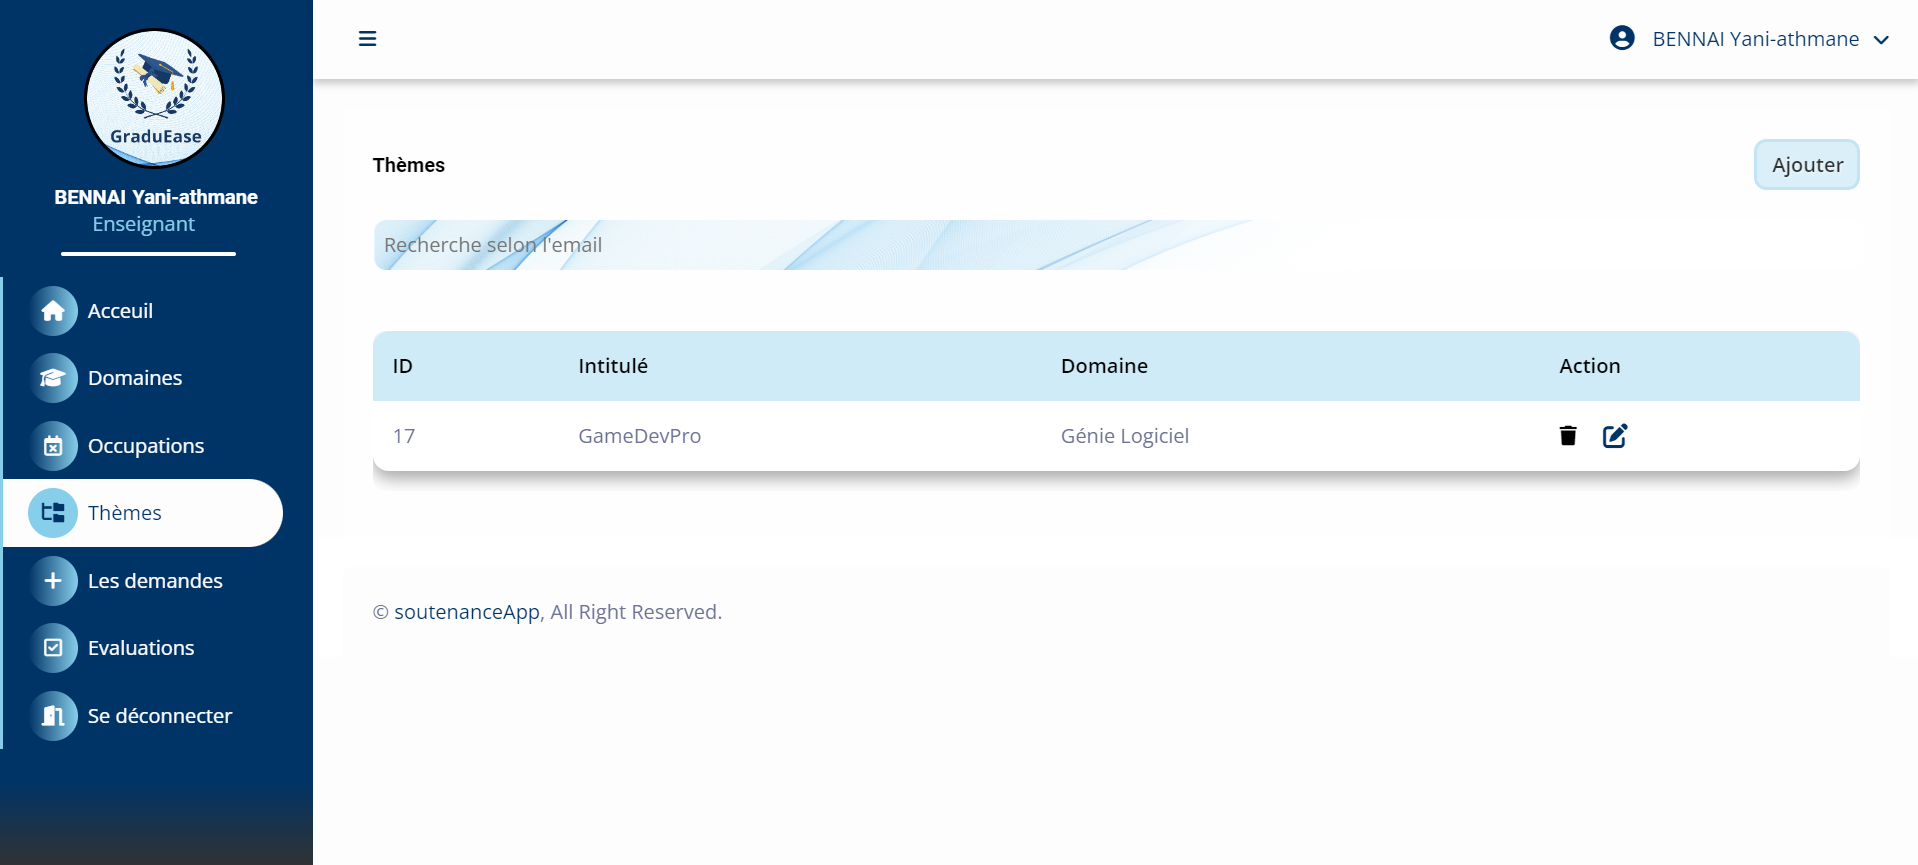 GraduEase
BENNAI Yani-athmane
Enseignant
Acceuil
Domaines
Occupations
Thèmes
Les demandes
Evaluations
Se déconnecter
BENNAI Yani-athmane
Thèmes
Ajouter
Recherche selon l'email
ID Intitulé Domaine Action
17 GameDevPro Génie Logiciel
© soutenanceApp, All Right Reserved.